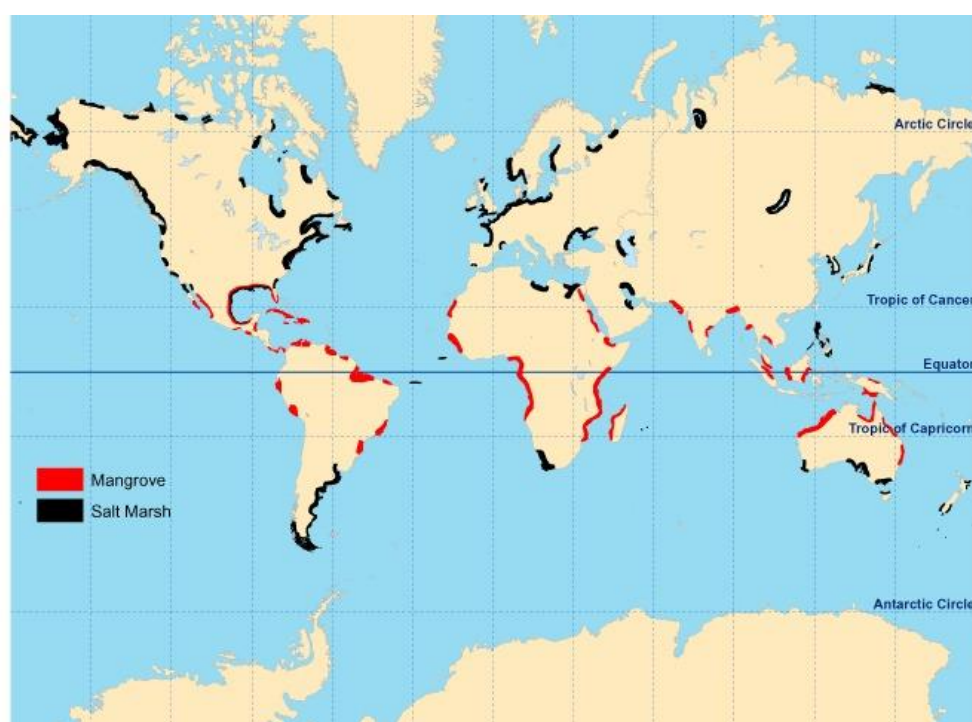 Arctic Circle
Tropic of Cancer
Equator
Tropic of Capricorn
Mangrove
Salt Marsh
Antarctic Circle